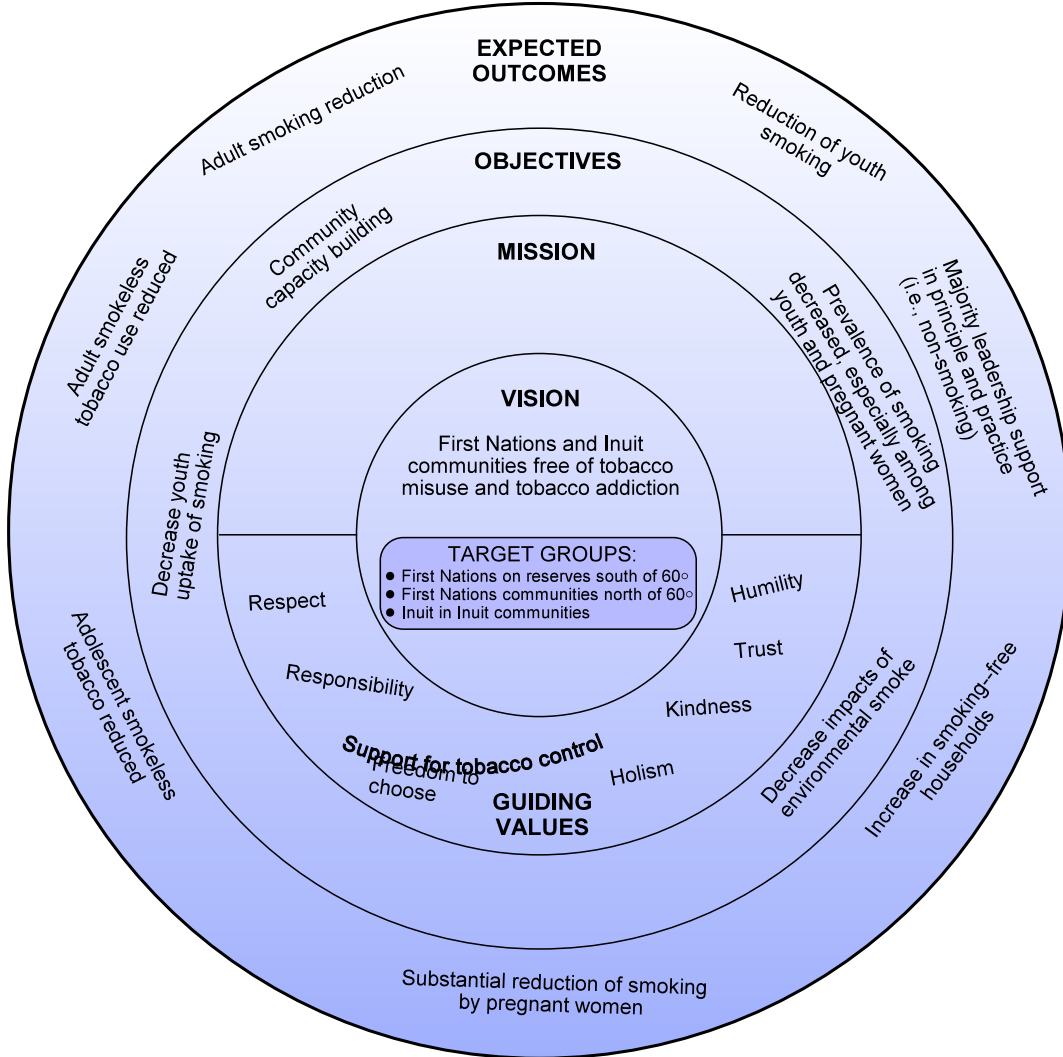 EXPECTED
OUTCOMES
Adult smoking reduction
Reduction of youth
smoking
Adult smokeless
tobacco use reduced
Majority leadership support
in principle and practice
(i.e., non-smoking)
Adolescent smokeless
tobacco reduced
Increase in smoking--free
households
Substantial reduction of smoking
by pregnant women
OBJECTIVES
Community
capacity building
Prevalence of smoking
decreased, especially among
youth and pregnant women
Decrease youth
uptake of smoking
Decrease impacts of
environmental smoke
Support for tobacco control
MISSION
VISION
First Nations and Inuit
communities free of tobacco
misuse and tobacco addiction
TARGET GROUPS:
● First Nations on reserves south of 60○
● First Nations communities north of 60○
● Inuit in Inuit communities
Respect
Humility
Responsibility
Trust
Kindness
Freedom to
choose
Holism
GUIDING
VALUES